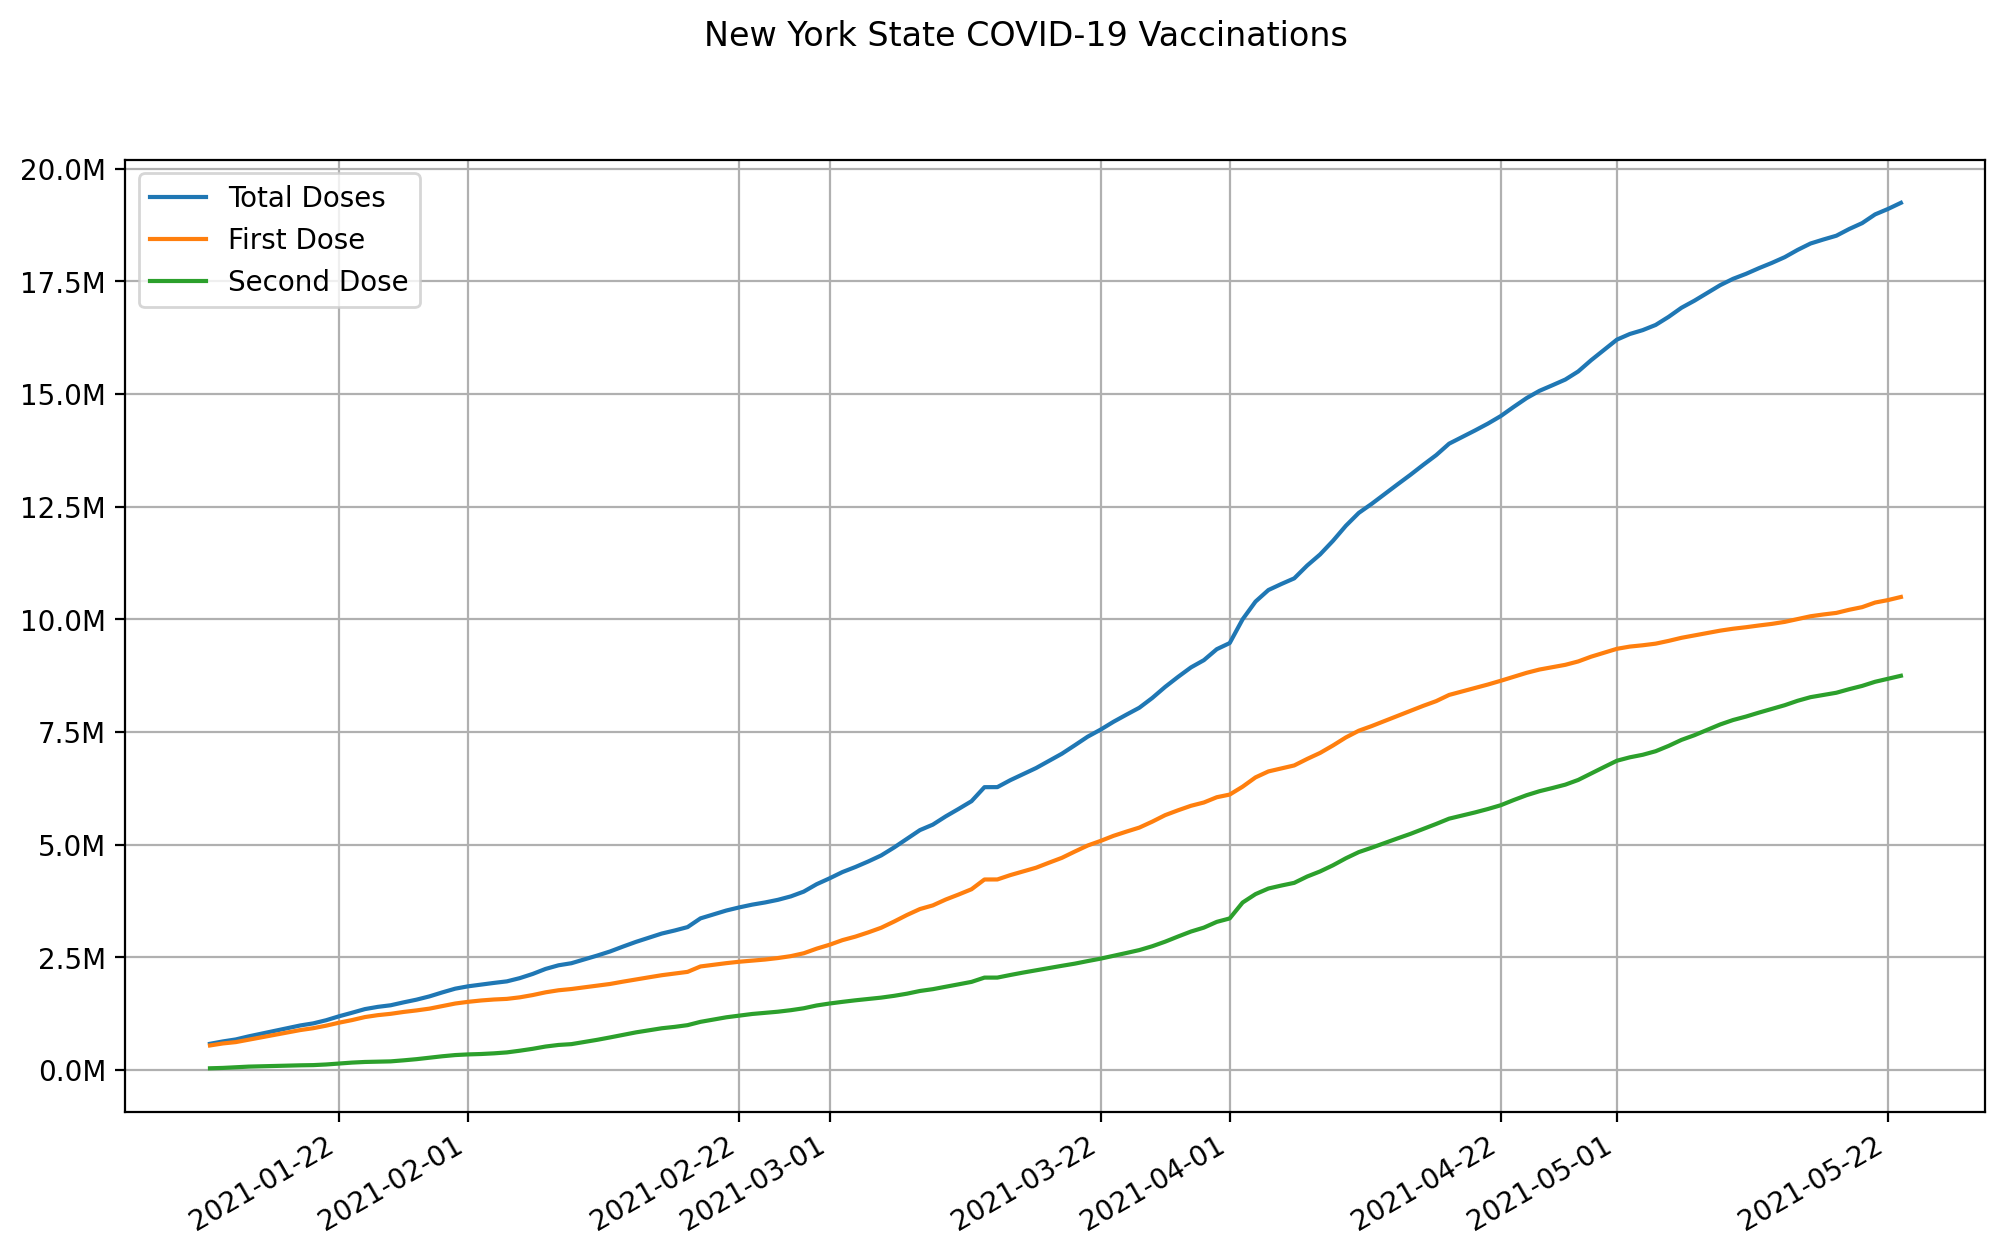 New York State COVID-19 Vaccinations
20.0M
17.5M
15.0M
12.5M
10.0M
7.5M
5.0M
2.5M
0.0M
Total Doses
First Dose
Second Dose
2021-01-22
2021-02-01
2021-02-22
2021-03-01
2021-03-22
2021-04-01
2021-04-22
2021-05-01
2021-05-22